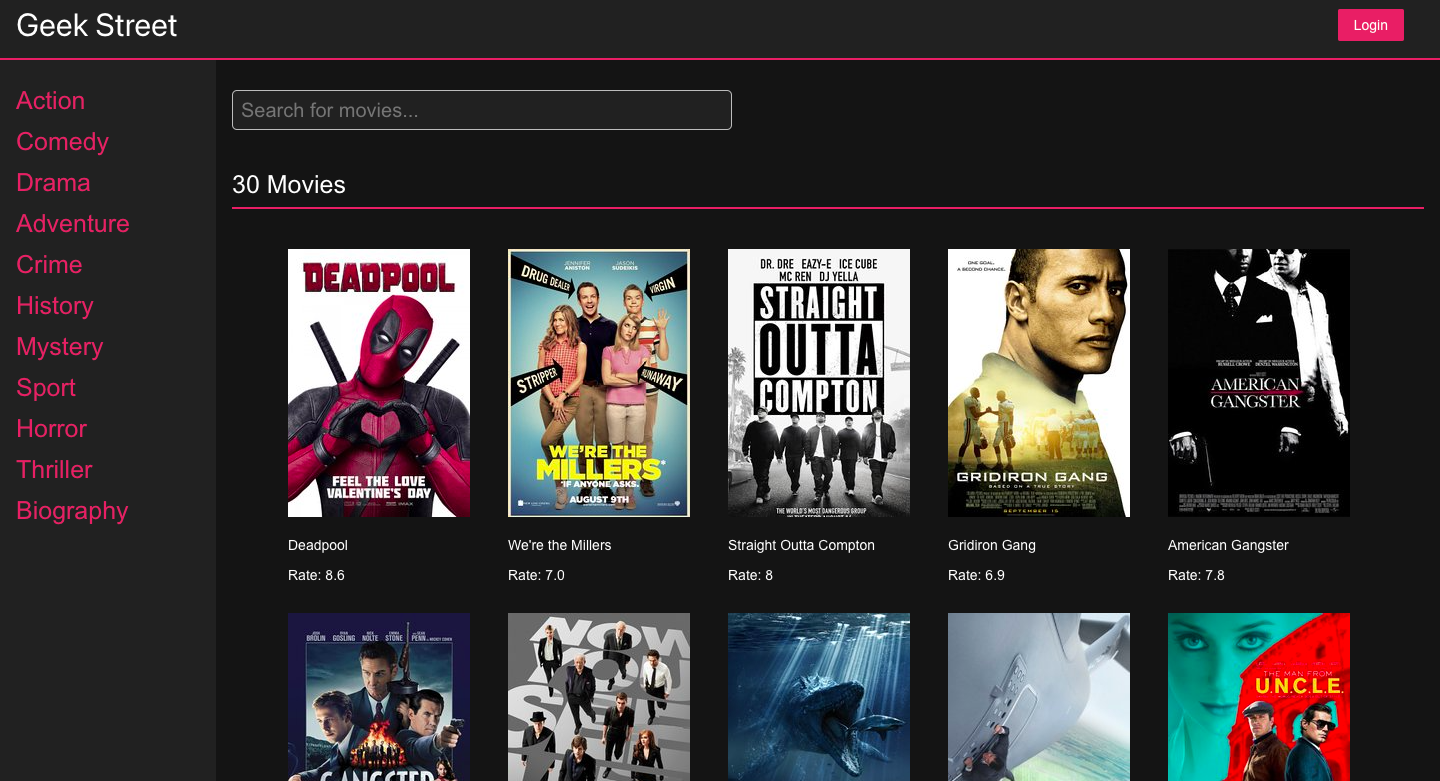 Geek Street
Login
Action
Comedy
Drama
Adventure
Crime
History
Mystery
Sport
Horror
Thriller
Biography
Search for movies...
30 Movies
DEADPOOL
FEEL THE LOVE
VALENTINE'S DAY
JENNIFER ANISTON
JASON SUDEIKIS
DRUG DEALER
VIRGIN
STRIPPER
RUNAWAY
WE'RE THE
MILLERS*
*IF ANYONE ASKS.
AUGUST 9TH
DR. DRE EAZY-E ICE CUBE
MC REN DJ YELLA
STRAIGHT
OUTTA
COMPTON
THE WORLD'S MOST DANGEROUS GROUP
ONE GOAL.
A SECOND CHANCE.
GRIDIRON GANG
BASED ON A TRUE STORY
SEPTEMBER 15
RUSSELL CROWE
DENZEL WASHINGTON
AMERICAN
GANGSTER
Deadpool
We're the Millers
Straight Outta Compton
Gridiron Gang
American Gangster
Rate: 8.6
Rate: 7.0
Rate: 8
Rate: 6.9
Rate: 7.8
JOSH BROLIN
RYAN GOSLING
NICK NOLTE
EMMA STONE
SEAN PENN
GANGSTER
NOW
YOU
SEE
THE MAN FROM
U.N.C.L.E.